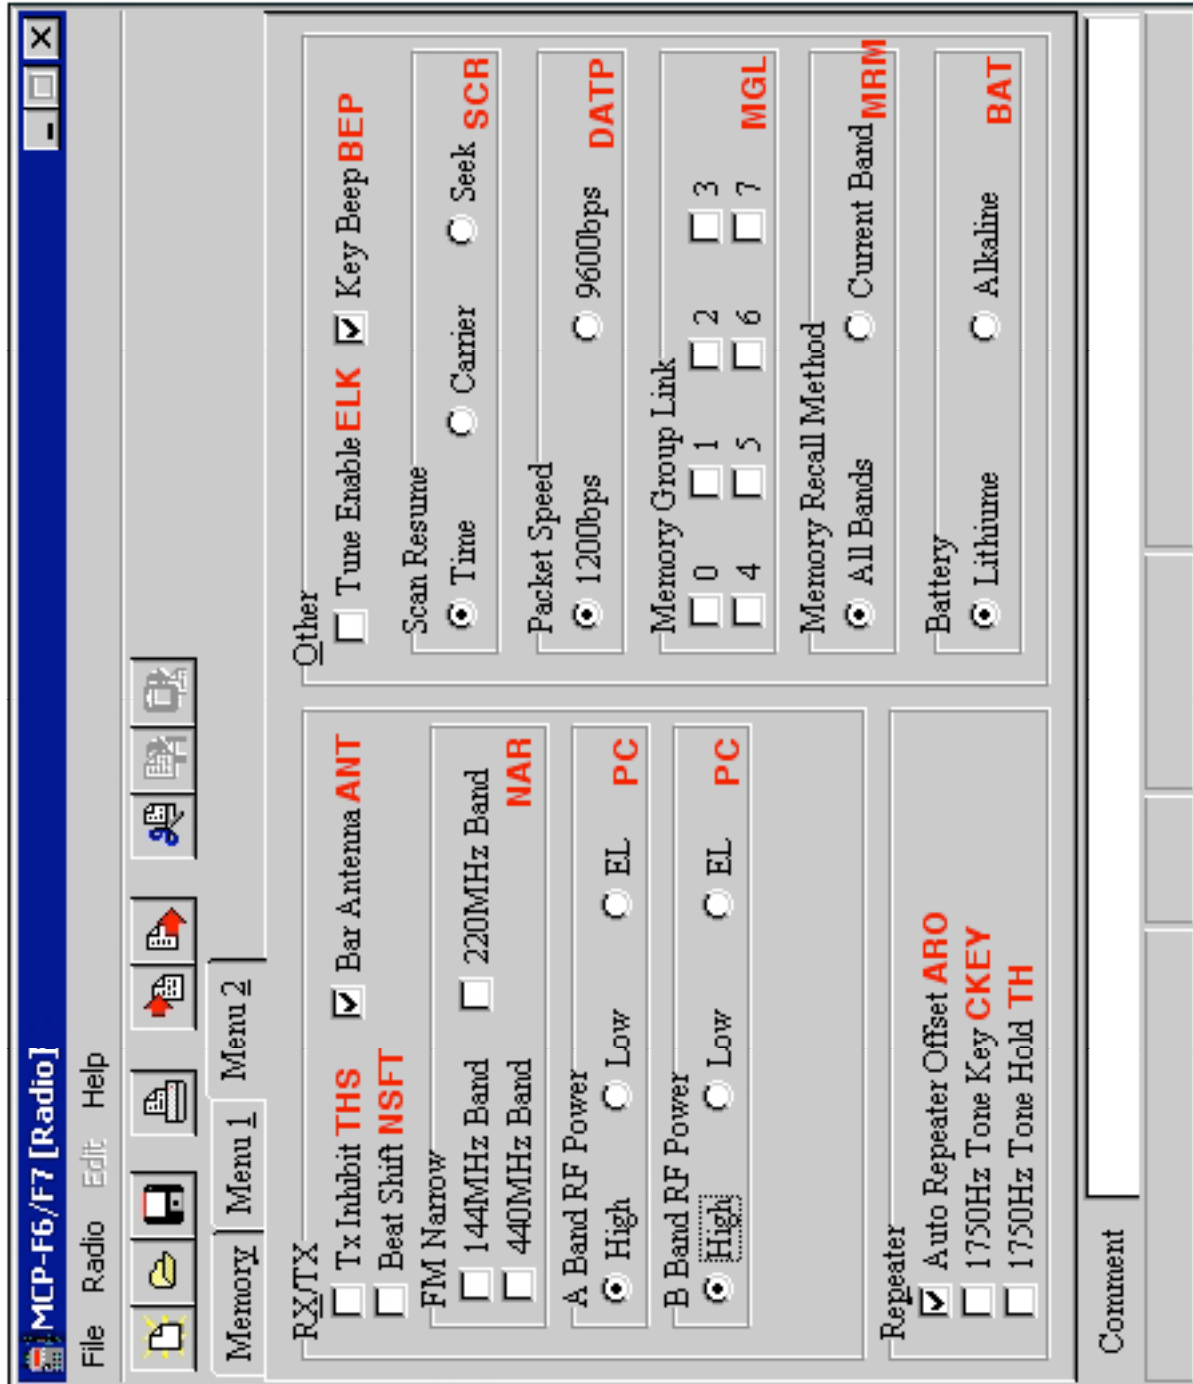 MCP-F6/F7 [Radio]
File Radio Edit Help
Memory Menu 1 Menu 2
RX/TX
Tx Inhibit THS Bar Antenna ANT
Beat Shift NSFT
FM Narrow
144MHz Band 220MHz Band
440MHz Band NAR
A Band RF Power
High Low EL PC
B Band RF Power
High Low EL PC
Repeater
Auto Repeater Offset ARO
1750Hz Tone Key CKEY
1750Hz Tone Hold TH
Other
Tune Enable ELK Key Beep BEP
Scan Resume
Time Carrier Seek SCR
Packet Speed
1200bps 9600bps DATP
Memory Group Link
0 1 2 3
4 5 6 7 MGL
Memory Recall Method
All Bands Current Band MRM
Battery
Lithiume Alkaline BAT
Comment